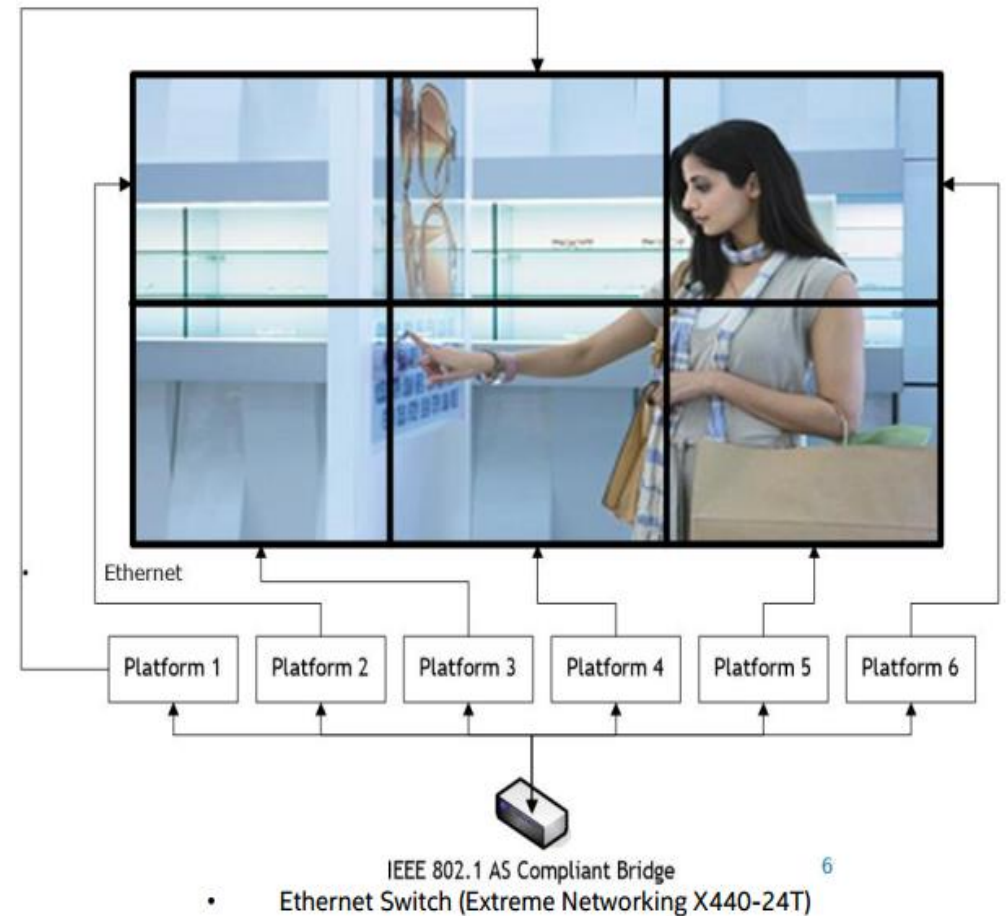 Ethernet
Platform 1
Platform 2
Platform 3
Platform 4
Platform 5
Platform 6
IEEE 802.1 AS Compliant Bridge
6
• Ethernet Switch (Extreme Networking X440-24T)